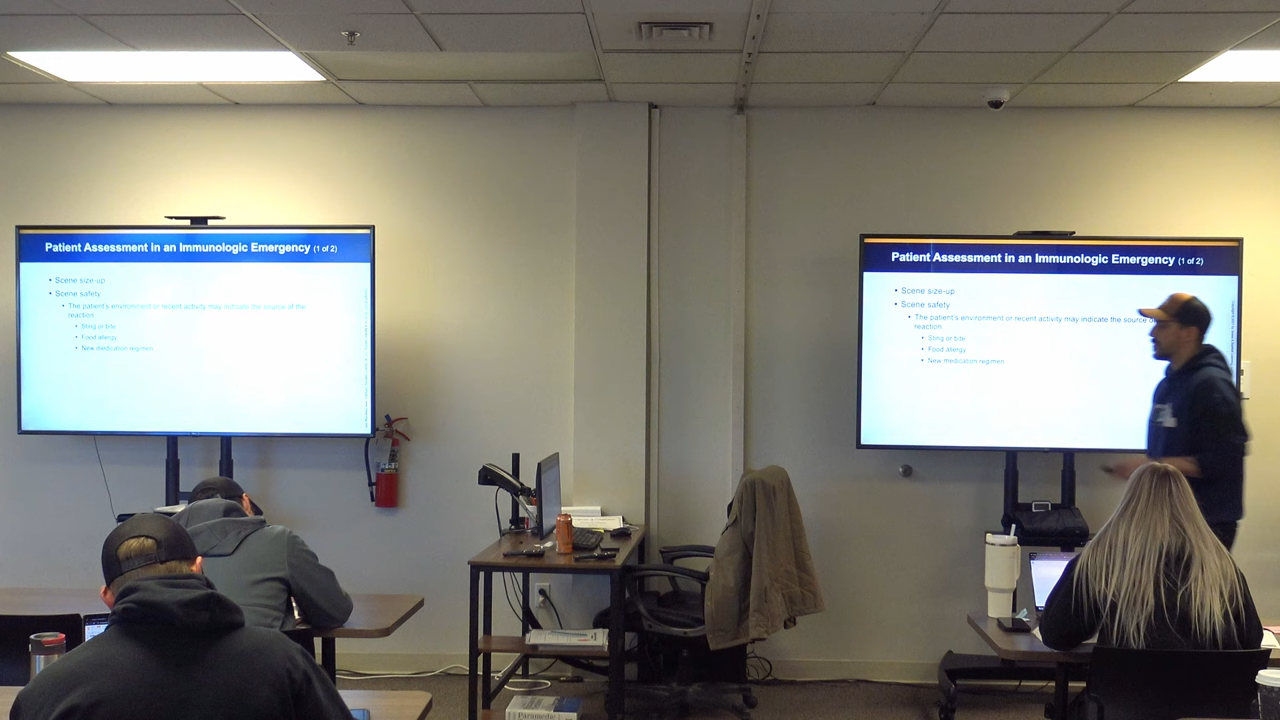 Patient Assessment in an Immunologic Emergency (1 of 2)
• Scene size-up
• Scene safety
• The patient's environment or recent activity may indicate the source of the
reaction.
• Sting or bite
• Food allergy
• New medication regimen
Patient Assessment in an Immunologic Emergency (1 of 2)
• Scene size-up
• Scene safety
• The patient's environment or recent activity may indicate the source
reaction.
• Sting or bite
• Food allergy
• New medication regimen
Paramedic